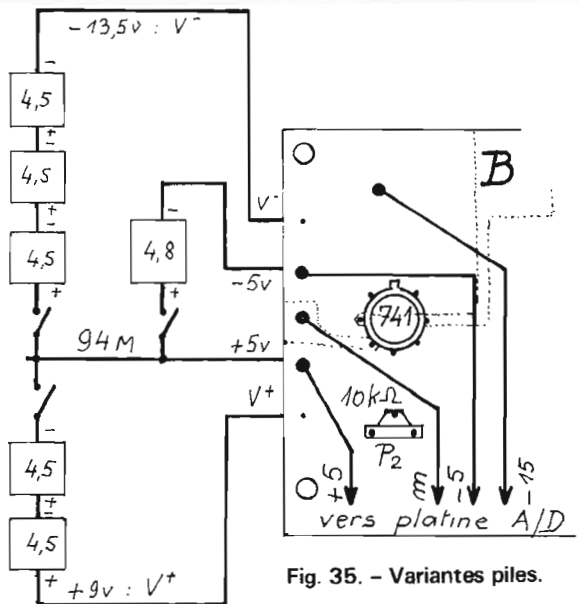 -13,5v : V⁻
-
4,5
+
-
4,5
+
-
4,5
+
-
4,8
+
94M
-
4,5
+
-
4,5
+
+9v : V⁺
V⁻
-5v
+5v
V⁺
B
741
10kΩ
P₂
+5
m
-5
-15
vers platine A/D
Fig. 35. – Variantes piles.